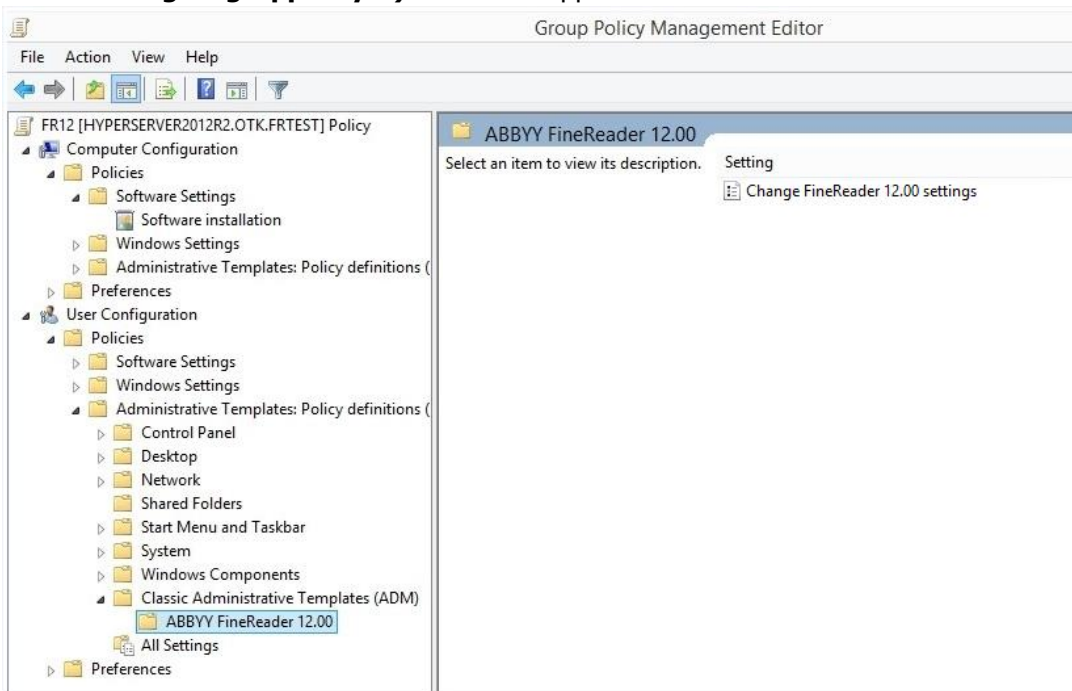 Group Policy Management Editor
File Action View Help
FR12 [HYPERSERVER2012R2.OTK.FRTEST] Policy
Computer Configuration
Policies
Software Settings
Software installation
Windows Settings
Administrative Templates: Policy definitions (
Preferences
User Configuration
Policies
Software Settings
Windows Settings
Administrative Templates: Policy definitions (
Control Panel
Desktop
Network
Shared Folders
Start Menu and Taskbar
System
Windows Components
Classic Administrative Templates (ADM)
ABBYY FineReader 12.00
All Settings
Preferences
ABBYY FineReader 12.00
Select an item to view its description.
Setting
Change FineReader 12.00 settings